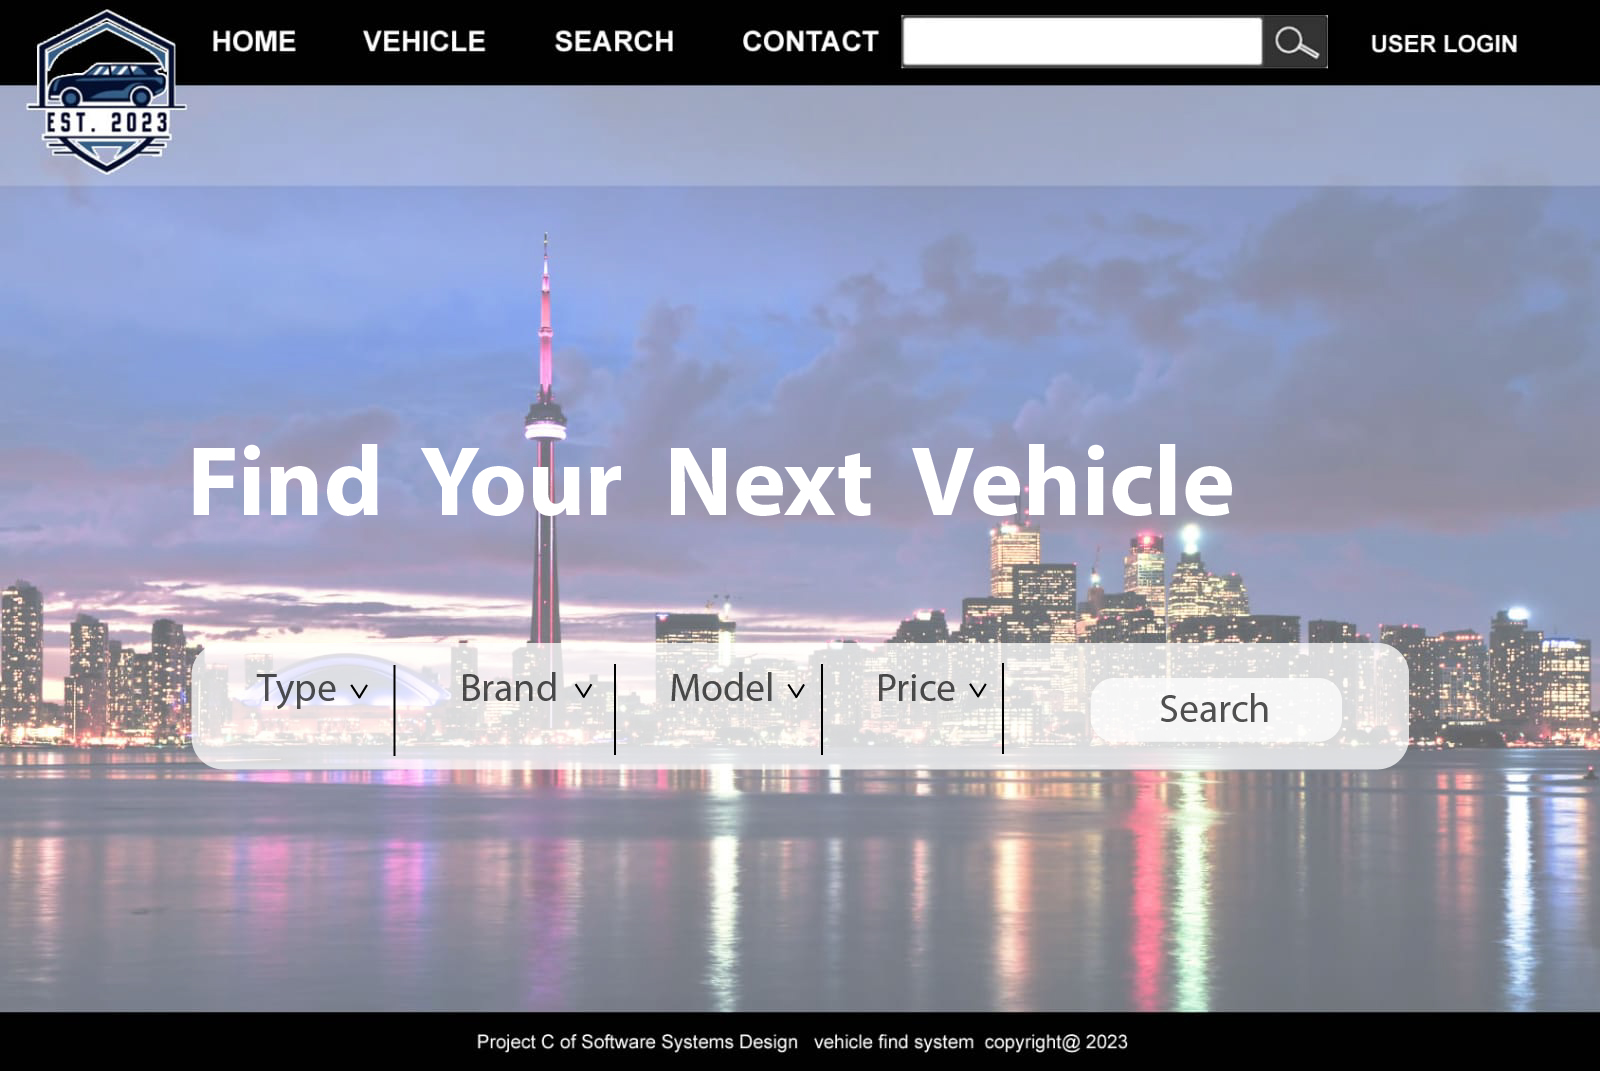 HOME VEHICLE SEARCH CONTACT USER LOGIN
EST. 2023
Find Your Next Vehicle
Type Brand Model Price Search
Project C of Software Systems Design vehicle find system copyright@ 2023